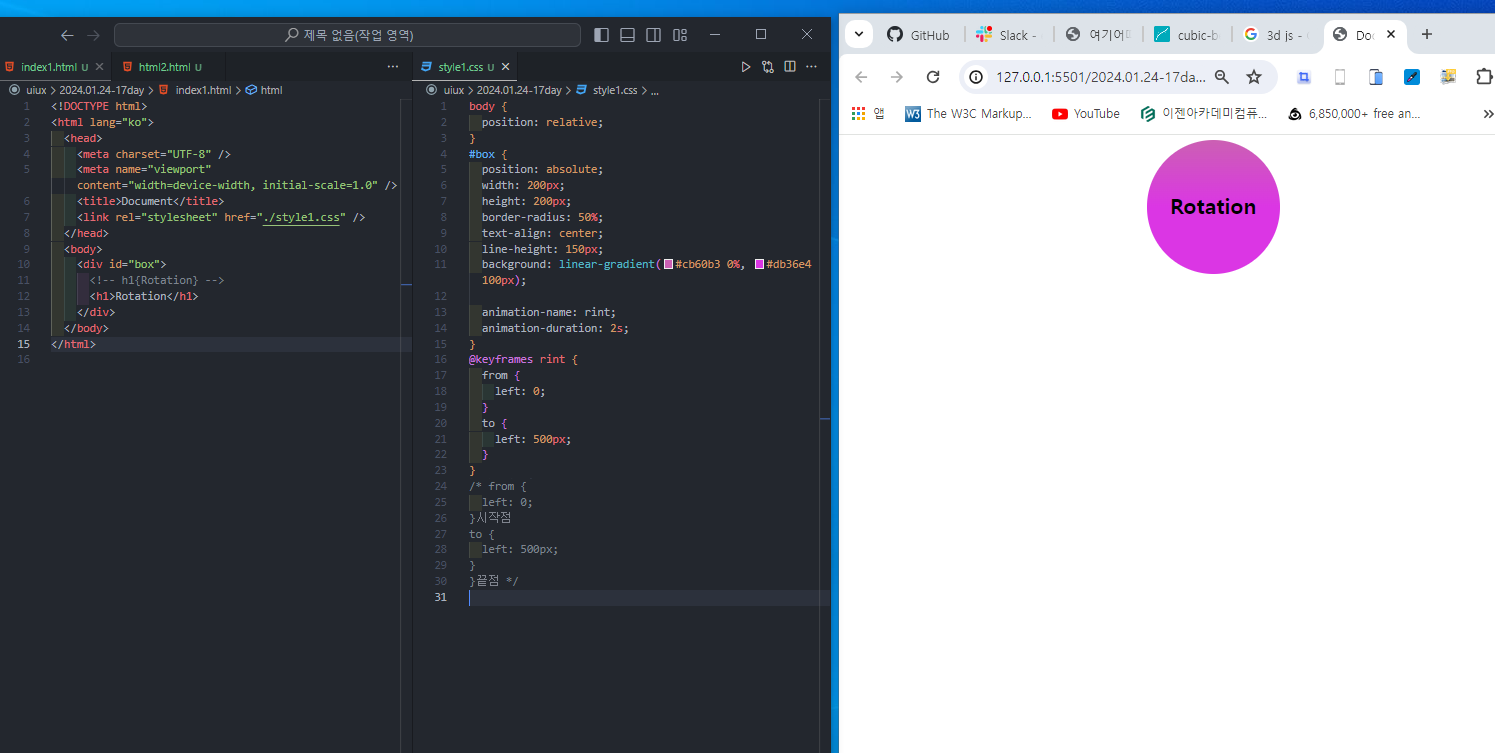 제목 없음(작업 영역)
index1.html U
html2.html U
style1.css U
uiux > 2024.01.24-17day > index1.html > html
1 <!DOCTYPE html>
2 <html lang="ko">
3 <head>
4 <meta charset="UTF-8" />
5 <meta name="viewport"
content="width=device-width, initial-scale=1.0" />
6 <title>Document</title>
7 <link rel="stylesheet" href="./style1.css" />
8 </head>
9 <body>
10 <div id="box">
11 <!-- h1{Rotation} -->
12 <h1>Rotation</h1>
13 </div>
14 </body>
15 </html>
16
uiux > 2024.01.24-17day > style1.css > ...
1 body {
2 position: relative;
3 }
4 #box {
5 position: absolute;
6 width: 200px;
7 height: 200px;
8 border-radius: 50%;
9 text-align: center;
10 line-height: 150px;
11 background: linear-gradient(#cb60b3 0%, #db36e4
100px);
12
13 animation-name: rint;
14 animation-duration: 2s;
15 }
16 @keyframes rint {
17 from {
18 left: 0;
19 }
20 to {
21 left: 500px;
22 }
23 }
24 /* from {
25 left: 0;
26 }시작점
27 to {
28 left: 500px;
29 }
30 }끝점 */
31
GitHub
Slack -
여기어
cubic-b
3d js -
Do
127.0.0.1:5501/2024.01.24-17da...
앱
The W3C Markup...
YouTube
이젠아카데미컴퓨...
6,850,000+ free an...
Rotation